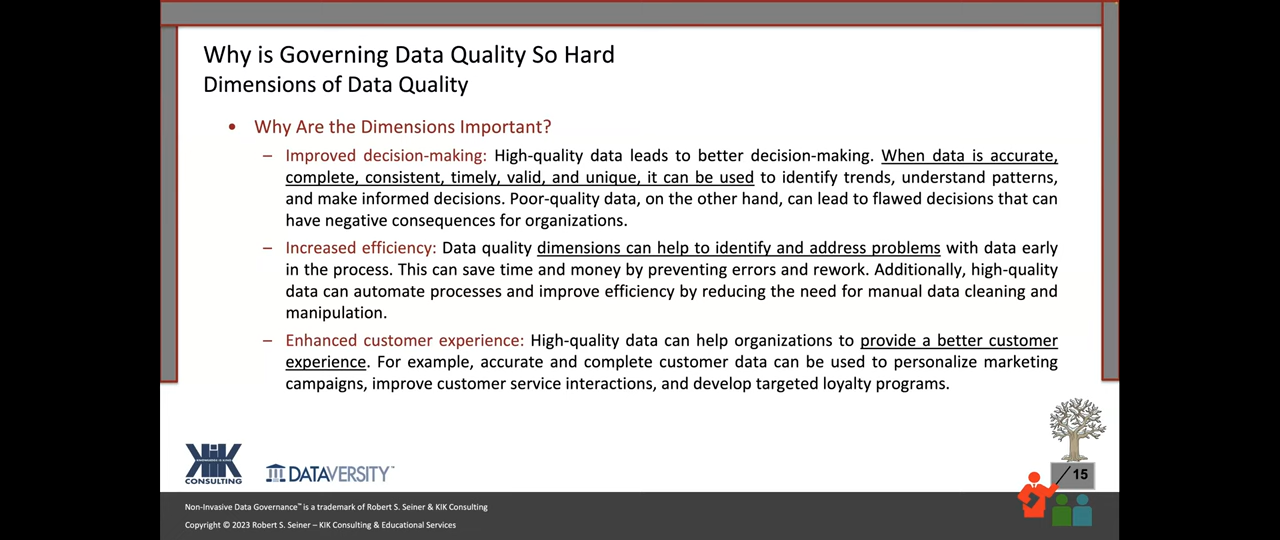 Why is Governing Data Quality So Hard
Dimensions of Data Quality
• Why Are the Dimensions Important?
– Improved decision-making: High-quality data leads to better decision-making. When data is accurate,
complete, consistent, timely, valid, and unique, it can be used to identify trends, understand patterns,
and make informed decisions. Poor-quality data, on the other hand, can lead to flawed decisions that can
have negative consequences for organizations.
– Increased efficiency: Data quality dimensions can help to identify and address problems with data early
in the process. This can save time and money by preventing errors and rework. Additionally, high-quality
data can automate processes and improve efficiency by reducing the need for manual data cleaning and
manipulation.
– Enhanced customer experience: High-quality data can help organizations to provide a better customer
experience. For example, accurate and complete customer data can be used to personalize marketing
campaigns, improve customer service interactions, and develop targeted loyalty programs.
KIK
CONSULTING
DATAVERSITY™
15
Non-Invasive Data Governance™ is a trademark of Robert S. Seiner & KIK Consulting
Copyright © 2023 Robert S. Seiner – KIK Consulting & Educational Services